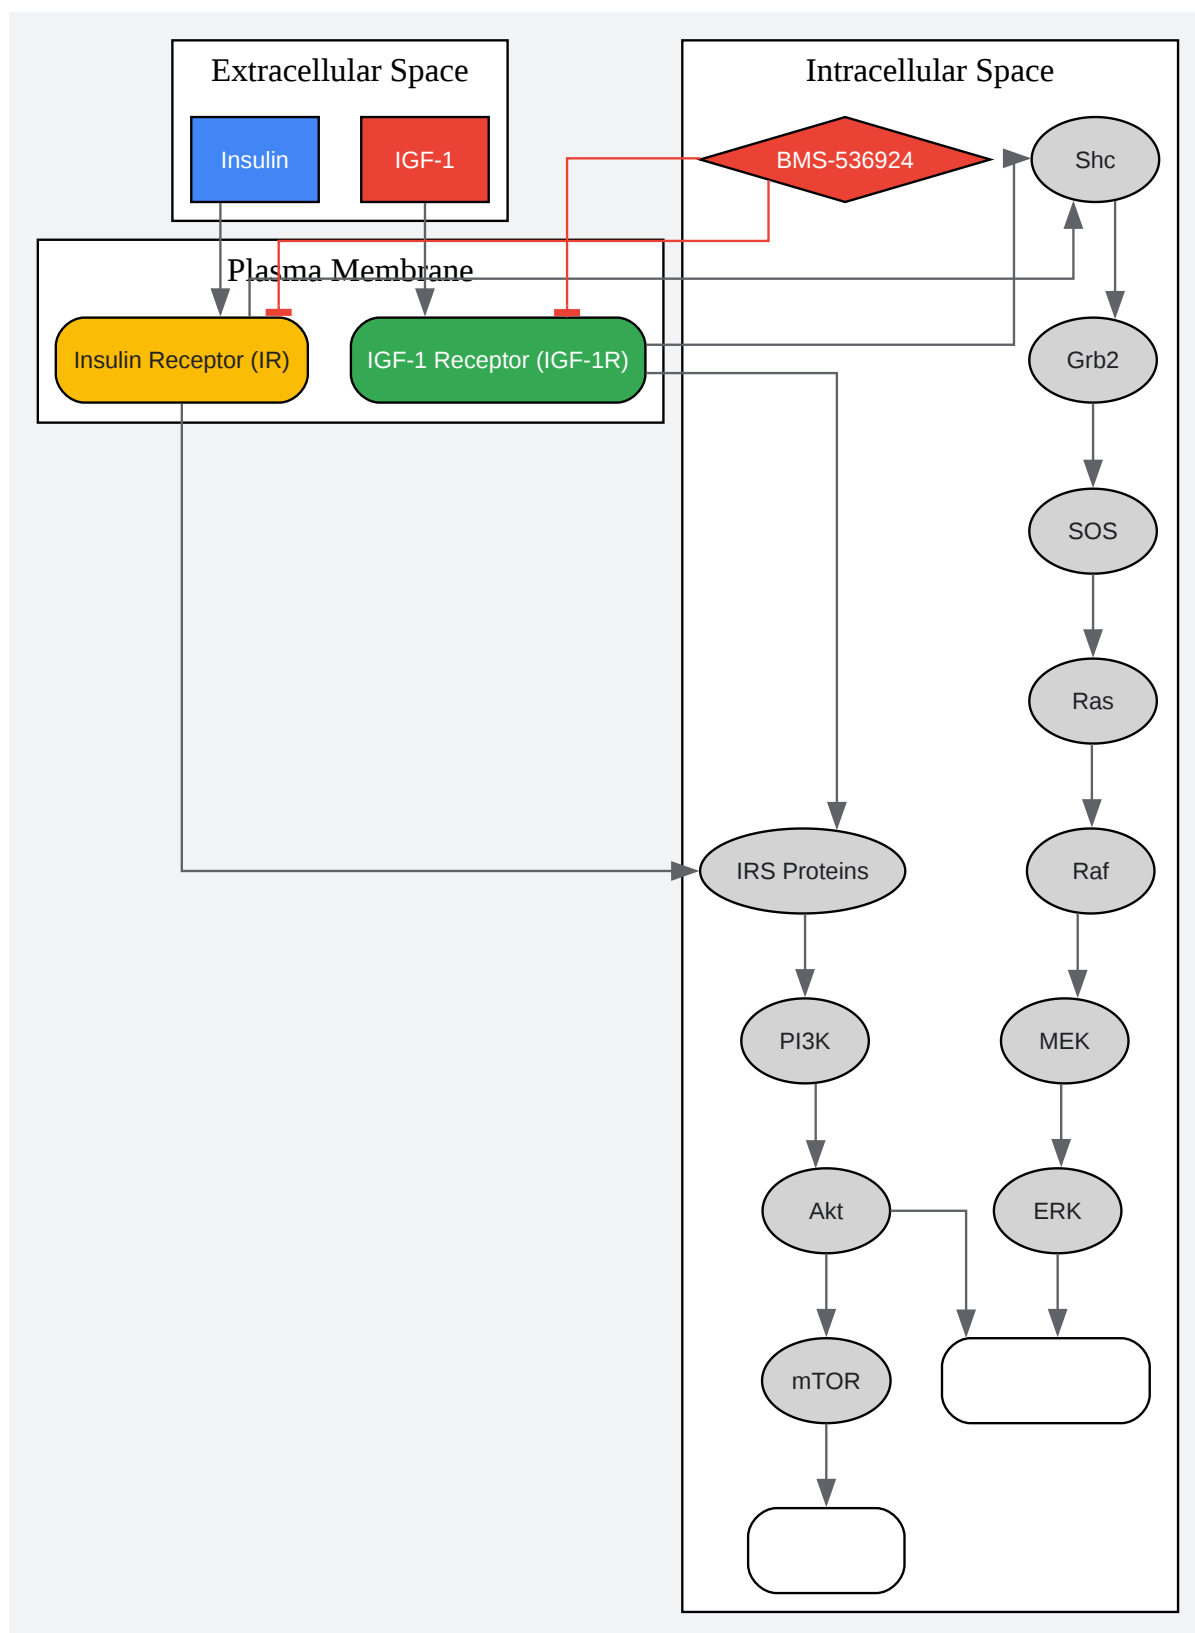 Extracellular Space
Intracellular Space
Insulin
IGF-1
BMS-536924
Shc
Plasma Membrane
Insulin Receptor (IR)
IGF-1 Receptor (IGF-1R)
Grb2
SOS
Ras
IRS Proteins
Raf
PI3K
MEK
Akt
ERK
mTOR